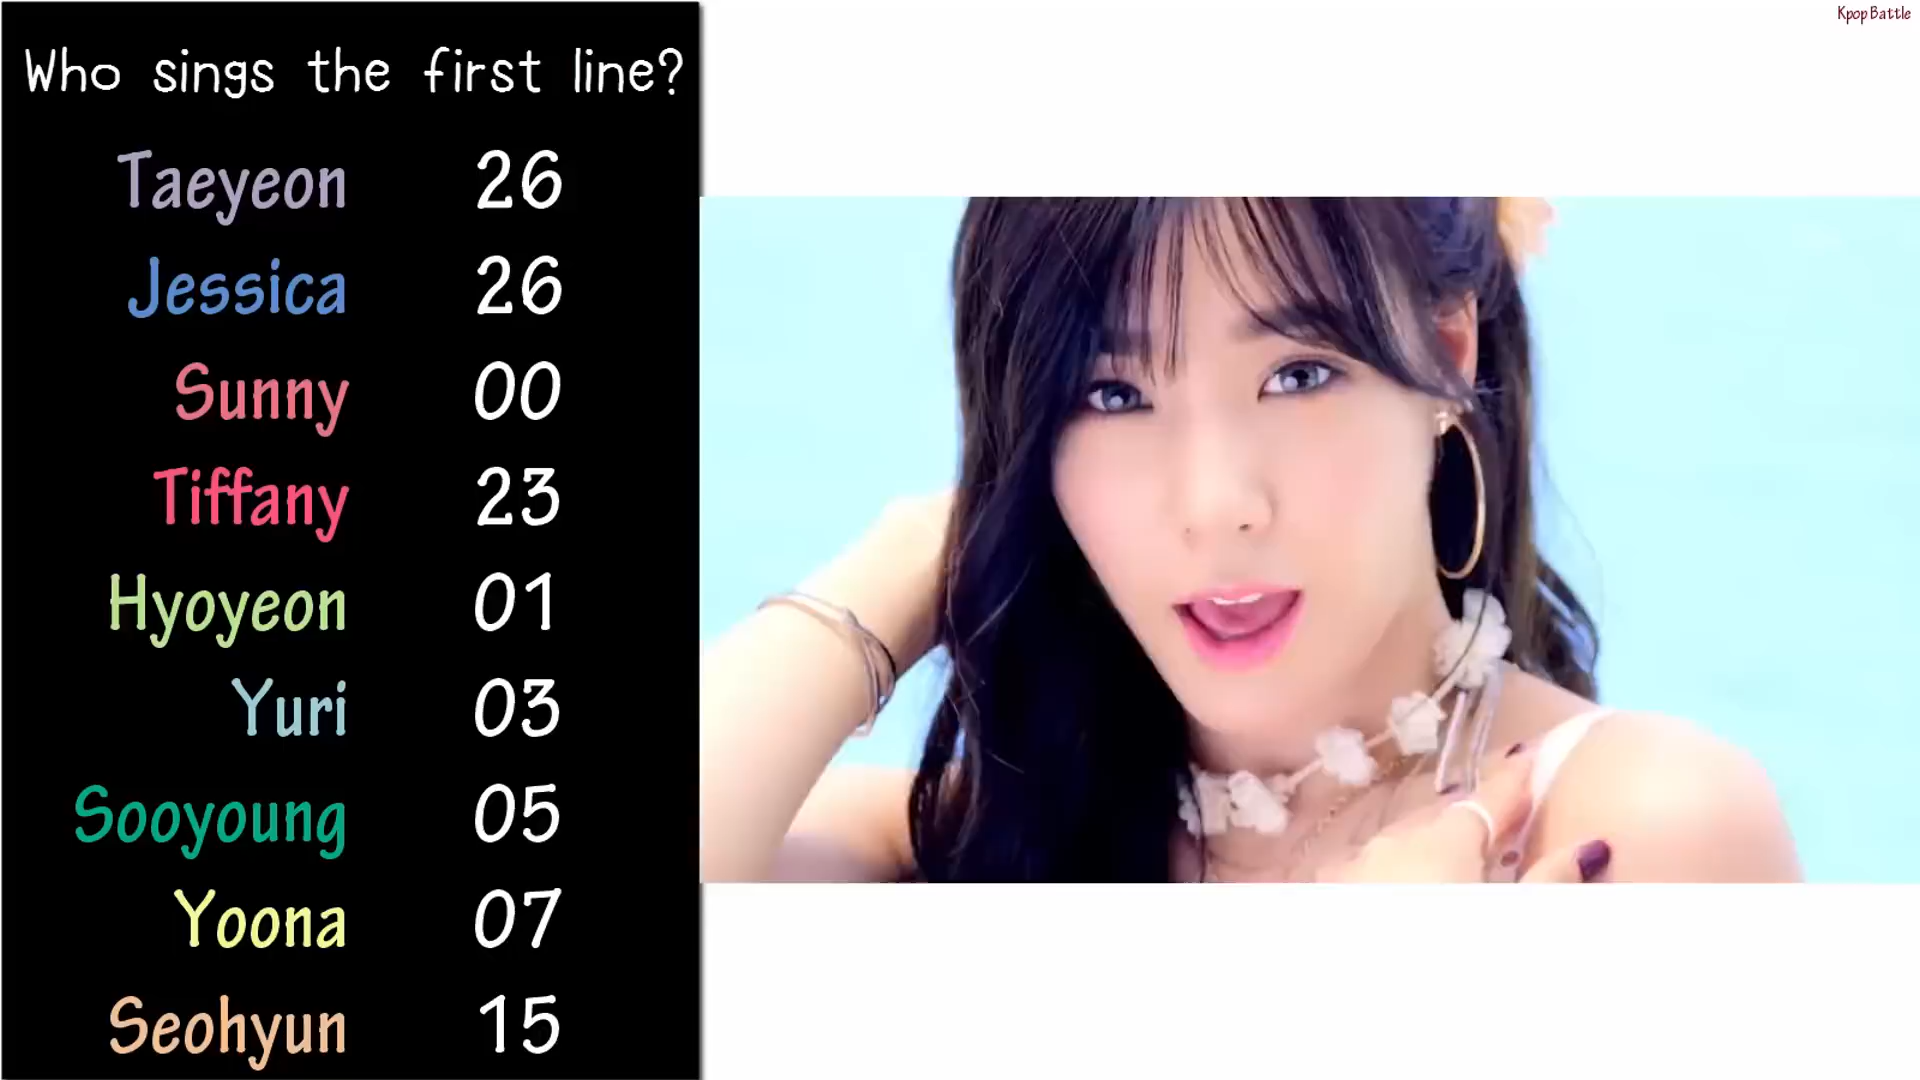 Kpop Battle
Who sings the first line?
Taeyeon 26
Jessica 26
Sunny 00
Tiffany 23
Hyoyeon 01
Yuri 03
Sooyoung 05
Yoona 07
Seohyun 15